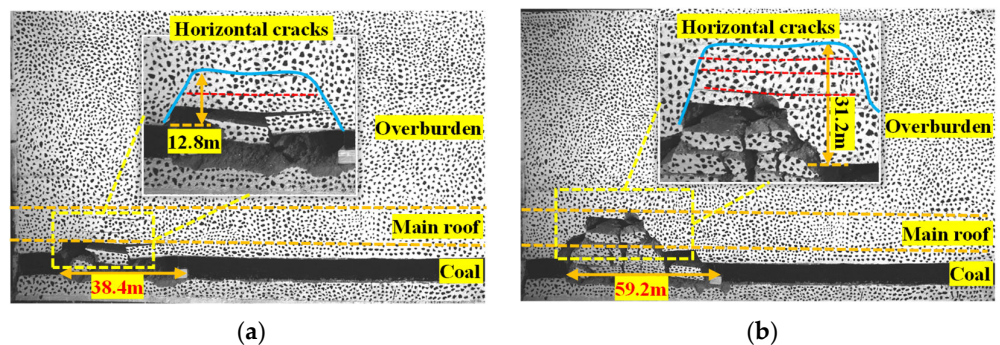 Horizontal cracks
12.8m
Overburden
Main roof
Coal
38.4m
(a)
Horizontal cracks
31.2m
Overburden
Main roof
Coal
59.2m
(b)